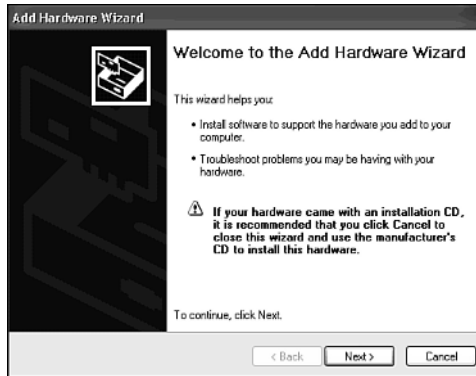 Add Hardware Wizard
Welcome to the Add Hardware Wizard
This wizard helps you:
• Install software to support the hardware you add to your
computer.
• Troubleshoot problems you may be having with your
hardware.
If your hardware came with an installation CD,
it is recommended that you click Cancel to
close this wizard and use the manufacturer's
CD to install this hardware.
To continue, click Next.
< Back
Next >
Cancel